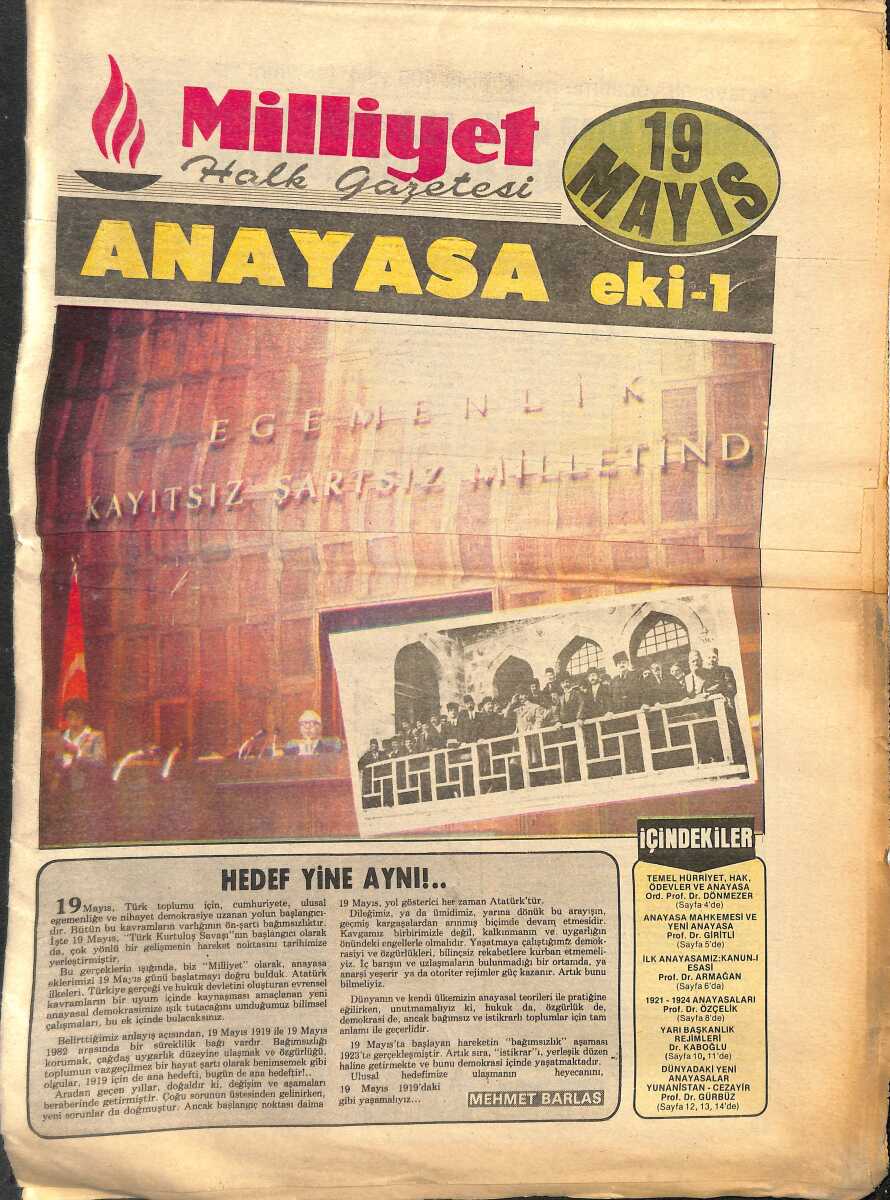 Milliyet
Halk Gazetesi
19
MAYIS
ANAYASA eki-1
EGEMENLİK
KAYITSIZ ŞARTSIZ MİLLETİNDİ
HEDEF YİNE AYNI!..
19 Mayıs, Türk toplumu için, cumhuriyete, ulusal
egemenliğe ve nihayet demokrasiye uzanan yolun başlangıcı-
dır. Bütün bu kavramların varlığının ön-şartı bağımsızlıktır.
İşte 19 Mayıs, "Türk Kurtuluş Savaşı"nın başlangıcı olarak
da, çok yönlü bir gelişmenin hareket noktasını tarihimize
yerleştirmiştir.
Bu gerçeklerin ışığında, biz "Milliyet" olarak, anayasa
eklerimizi 19 Mayıs günü başlatmayı doğru bulduk. Atatürk
ilkeleri, Türkiye gerçeği ve hukuk devletini oluşturan evrensel
kavramların bir uyum içinde kaynaşması amaçlanan yeni
anayasal demokrasimize ışık tutacağını umduğumuz bilimsel
çalışmaları, bu ek içinde bulacaksınız.
Belirttiğimiz anlayış açısından, 19 Mayıs 1919 ile 19 Mayıs
1982 arasında bir süreklilik bağı vardır. Bağımsızlığı
korumak, çağdaş uygarlık düzeyine ulaşmak ve özgürlüğü,
toplumun vazgeçilmez bir hayat şartı olarak benimsemek gibi
olgular, 1919 için de ana hedefti, bugün de ana hedeftir!..
Aradan geçen yıllar, doğaldır ki, değişim ve aşamaları
beraberinde getirmiştir. Çoğu sorunun üstesinden gelinirken,
yeni sorunlar da doğmuştur. Ancak başlangıç noktası daima
19 Mayıs, yol gösterici her zaman Atatürk'tür.
Dileğimiz, ya da ümidimiz, yarına dönük bu arayışın,
geçmiş kargaşalardan arınmış biçimde devam etmesidir.
Kavgamız birbirimizle değil, kalkınmanın ve uygarlığın
önündeki engellerle olmalıdır. Yaşatmaya çalıştığımız demok-
rasiyi ve özgürlükleri, bilinçsiz rekabetlere kurban etmemeli-
yiz. İç barışın ve uzlaşmaların bulunmadığı bir ortamda, ya
anarşi yeşerir ya da otoriter rejimler güç kazanır. Artık bunu
bilmeliyiz.
Dünyanın ve kendi ülkemizin anayasal teorileri ile pratiğine
eğilirken, unutmamalıyız ki, hukuk da, özgürlük de,
demokrasi de, ancak bağımsız ve istikrarlı toplumlar için tam
anlamı ile geçerlidir.
19 Mayıs'ta başlayan hareketin "bağımsızlık" aşaması
1923'te gerçekleşmiştir. Artık sıra, "istikrar"ı, yerleşik düzen
haline getirmekte ve bunu demokrasi içinde yaşatmaktadır.
Ulusal hedefimize ulaşmanın heyecanını,
19 Mayıs 1919'daki
gibi yaşamalıyız...
MEHMET BARLAS
İÇİNDEKİLER
TEMEL HÜRRİYET, HAK,
ÖDEVLER VE ANAYASA
Ord. Prof. Dr. DÖNMEZER
(Sayfa 4'de)
ANAYASA MAHKEMESİ VE
YENİ ANAYASA
Prof. Dr. GİRİTLİ
(Sayfa 5'de)
İLK ANAYASAMIZ:KANUN-I
ESASİ
Prof. Dr. ARMAĞAN
(Sayfa 6'da)
1921 - 1924 ANAYASALARI
Prof. Dr. ÖZÇELİK
(Sayfa 8'de)
YARI BAŞKANLIK
REJİMLERİ
Dr. KABOĞLU
(Sayfa 10, 11'de)
DÜNYADAKİ YENİ
ANAYASALAR
YUNANİSTAN - CEZAYİR
Prof. Dr. GÜRBÜZ
(Sayfa 12, 13, 14'de)